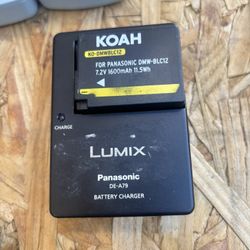 KOAH
KO-DMWBLC12
FOR PANASONIC DMW-BLC12
7.2V 1600mAh 11.5Wh
CHARGE
LUMIX
Panasonic
DE-A79
BATTERY CHARGER